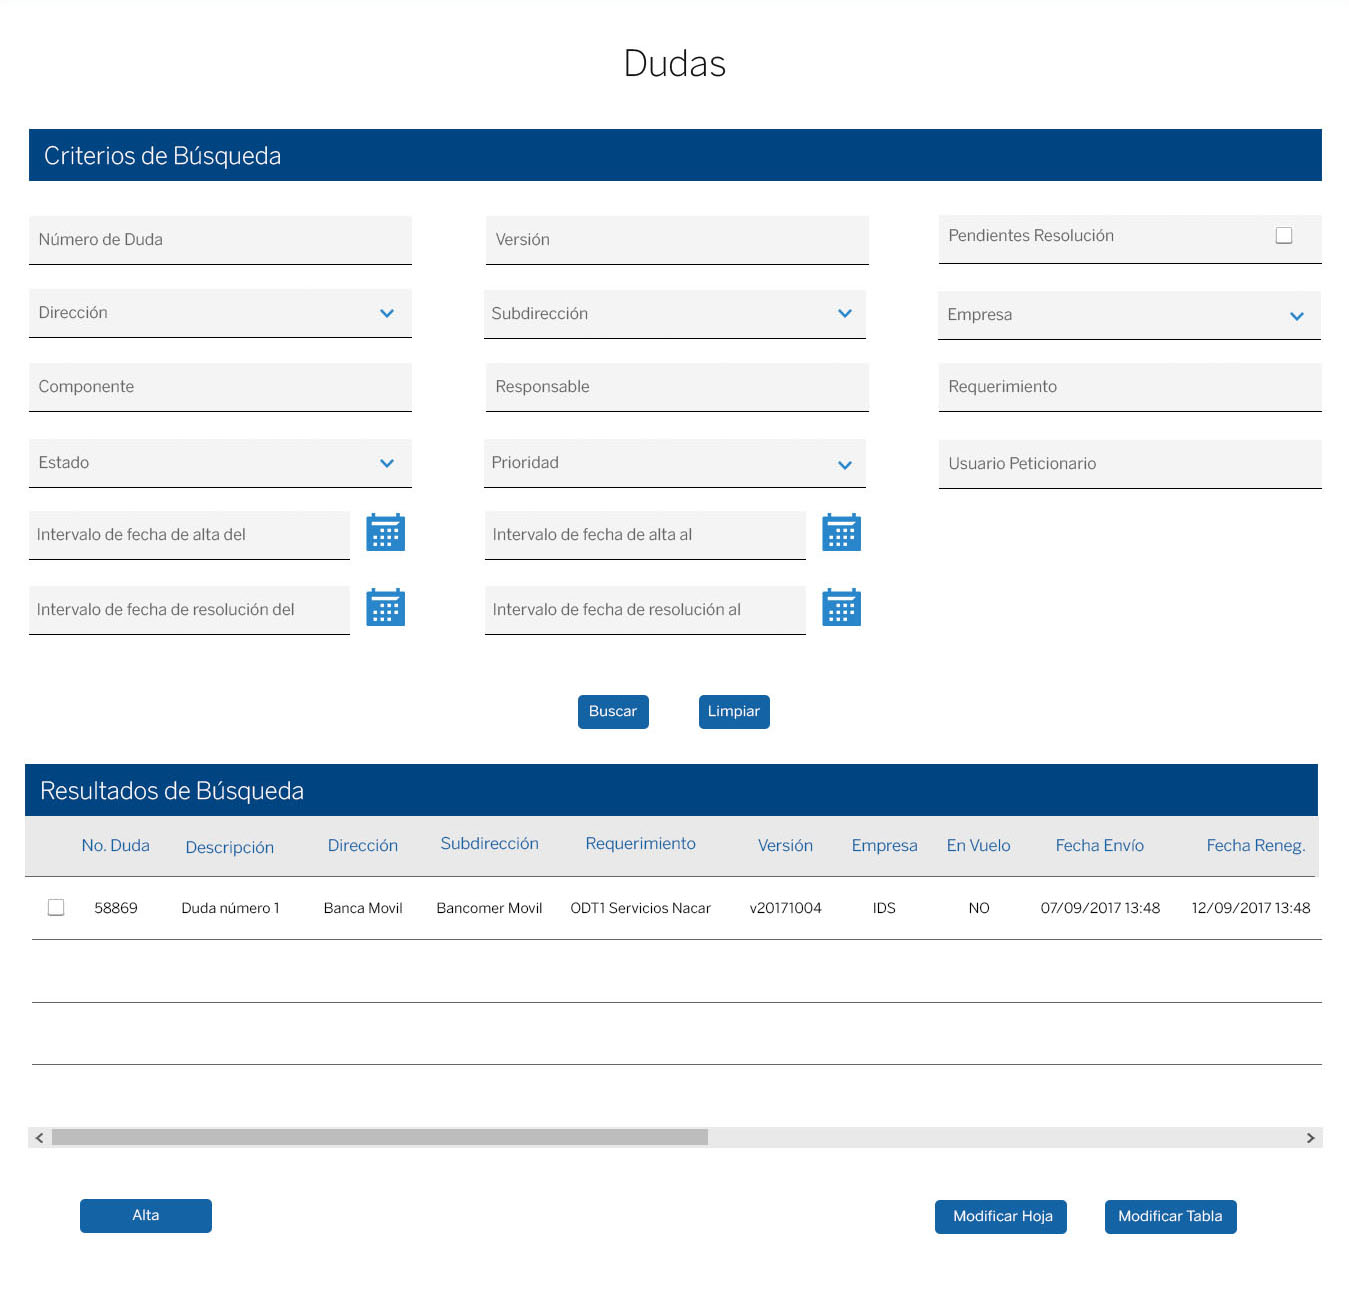 Dudas
Criterios de Búsqueda
Número de Duda
Versión
Pendientes Resolución
Dirección
Subdirección
Empresa
Componente
Responsable
Requerimiento
Estado
Prioridad
Usuario Peticionario
Intervalo de fecha de alta del
Intervalo de fecha de alta al
Intervalo de fecha de resolución del
Intervalo de fecha de resolución al
Buscar
Limpiar
Resultados de Búsqueda
No. Duda Descripción Dirección Subdirección Requerimiento Versión Empresa En Vuelo Fecha Envío Fecha Reneg.
58869 Duda número 1 Banca Movil Bancomer Movil ODT1 Servicios Nacar v20171004 IDS NO 07/09/2017 13:48 12/09/2017 13:48
Alta
Modificar Hoja
Modificar Tabla